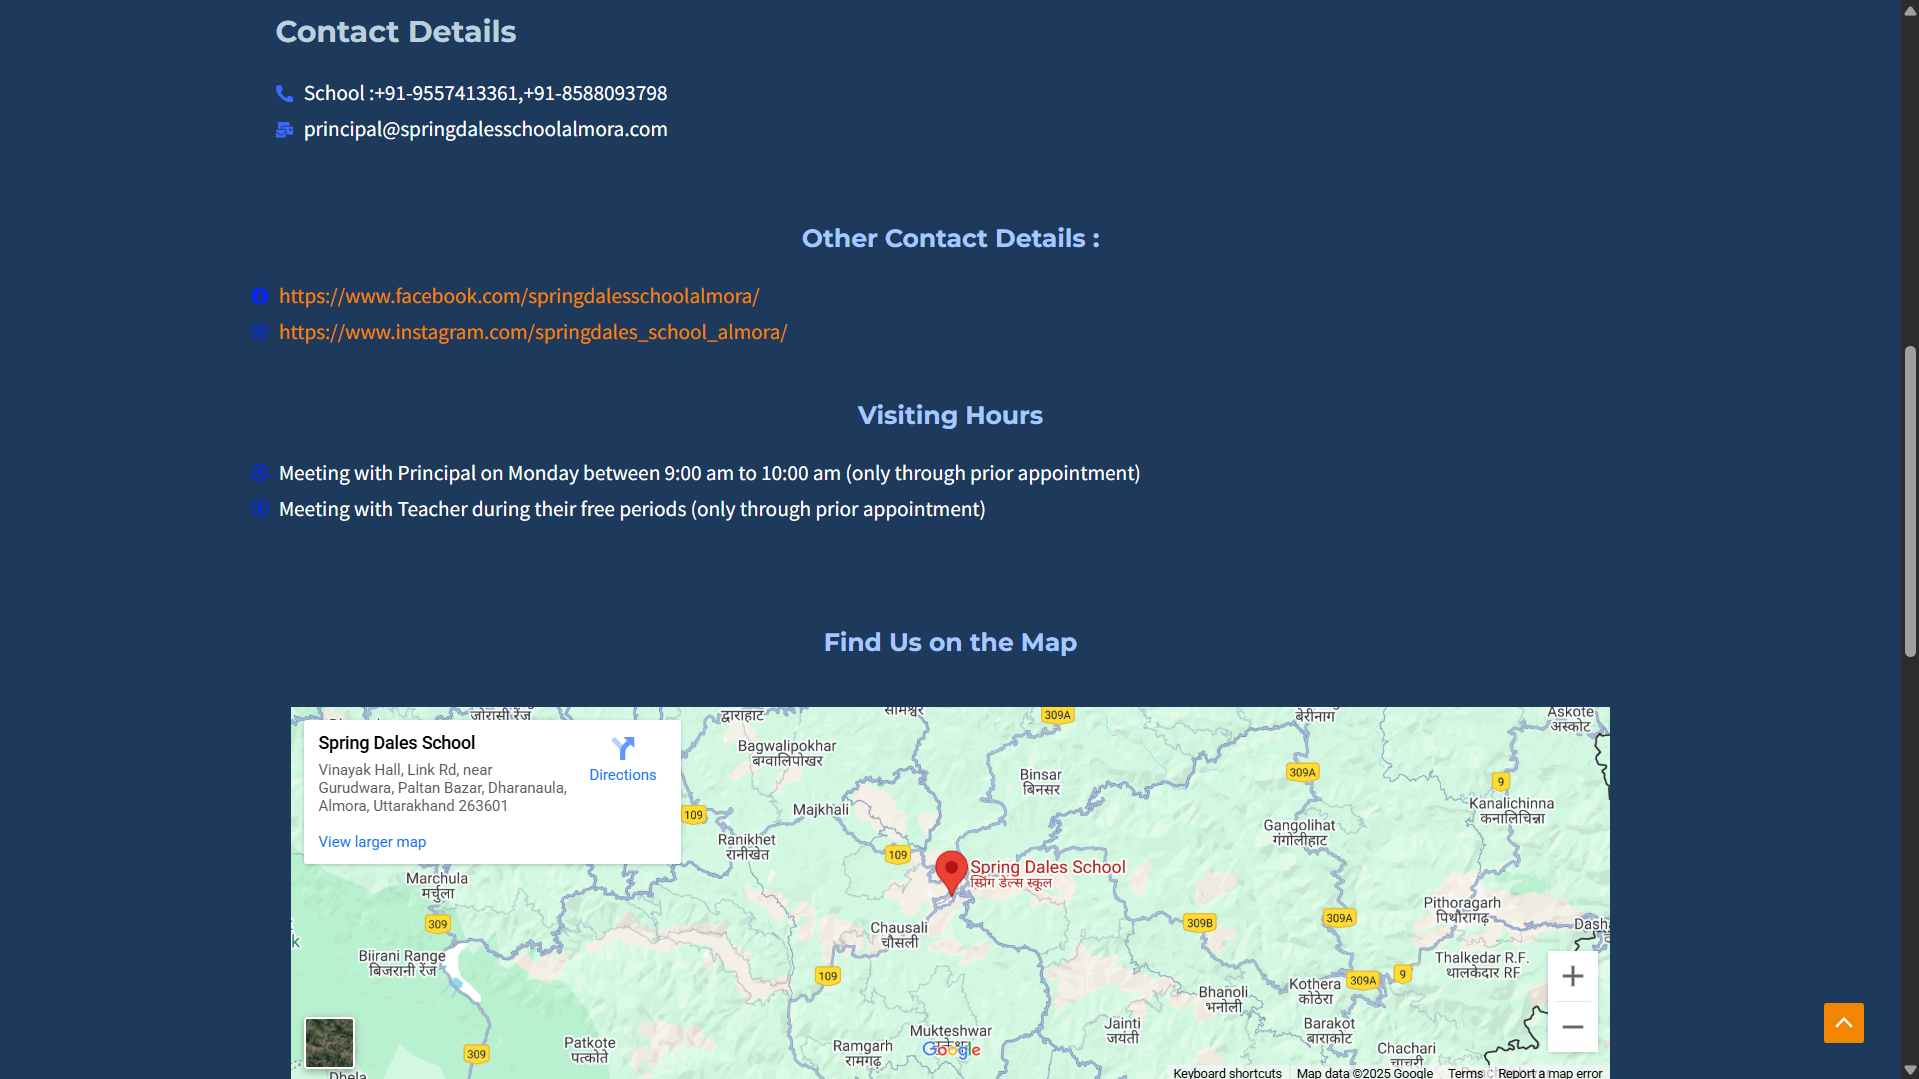 Contact Details
School :+91-9557413361,+91-8588093798
principal@springdalesschoolalmora.com
Other Contact Details :
https://www.facebook.com/springdalesschoolalmora/
https://www.instagram.com/springdales_school_almora/
Visiting Hours
Meeting with Principal on Monday between 9:00 am to 10:00 am (only through prior appointment)
Meeting with Teacher during their free periods (only through prior appointment)
Find Us on the Map
Spring Dales School
Directions
Vinayak Hall, Link Rd, near
Gurudwara, Paltan Bazar, Dharanaula,
Almora, Uttarakhand 263601
View larger map
जोरासी रेंज
द्वाराहाट
सोमेश्वर
309A
बेरीनाग
Askote
अस्कोट
Bagwalipokhar
बग्वालिपोखर
Binsar
बिनसर
309A
9
Majkhali
109
Kanalichinna
कनालिचिन्ना
Ranikhet
रानीखेत
Gangolihat
गंगोलीहाट
109
Spring Dales School
स्प्रिंग डेल्स स्कूल
Marchula
मर्चुला
309
Chausali
चौसली
309B
309A
Pithoragarh
पिथौरागढ़
Biirani Range
बिजरानी रेंज
109
Thalkedar R.F.
थालकेदार RF
Kothera
कोठेरा
309A
9
Bhanoli
भनोली
Patkote
पत्कोते
309
Ramgarh
रामगढ़
Mukteshwar
Google
Jainti
जयंती
Barakot
बाराकोट
Chachari
Dhela
Keyboard shortcuts
Map data ©2025 Google
Terms
Report a map error